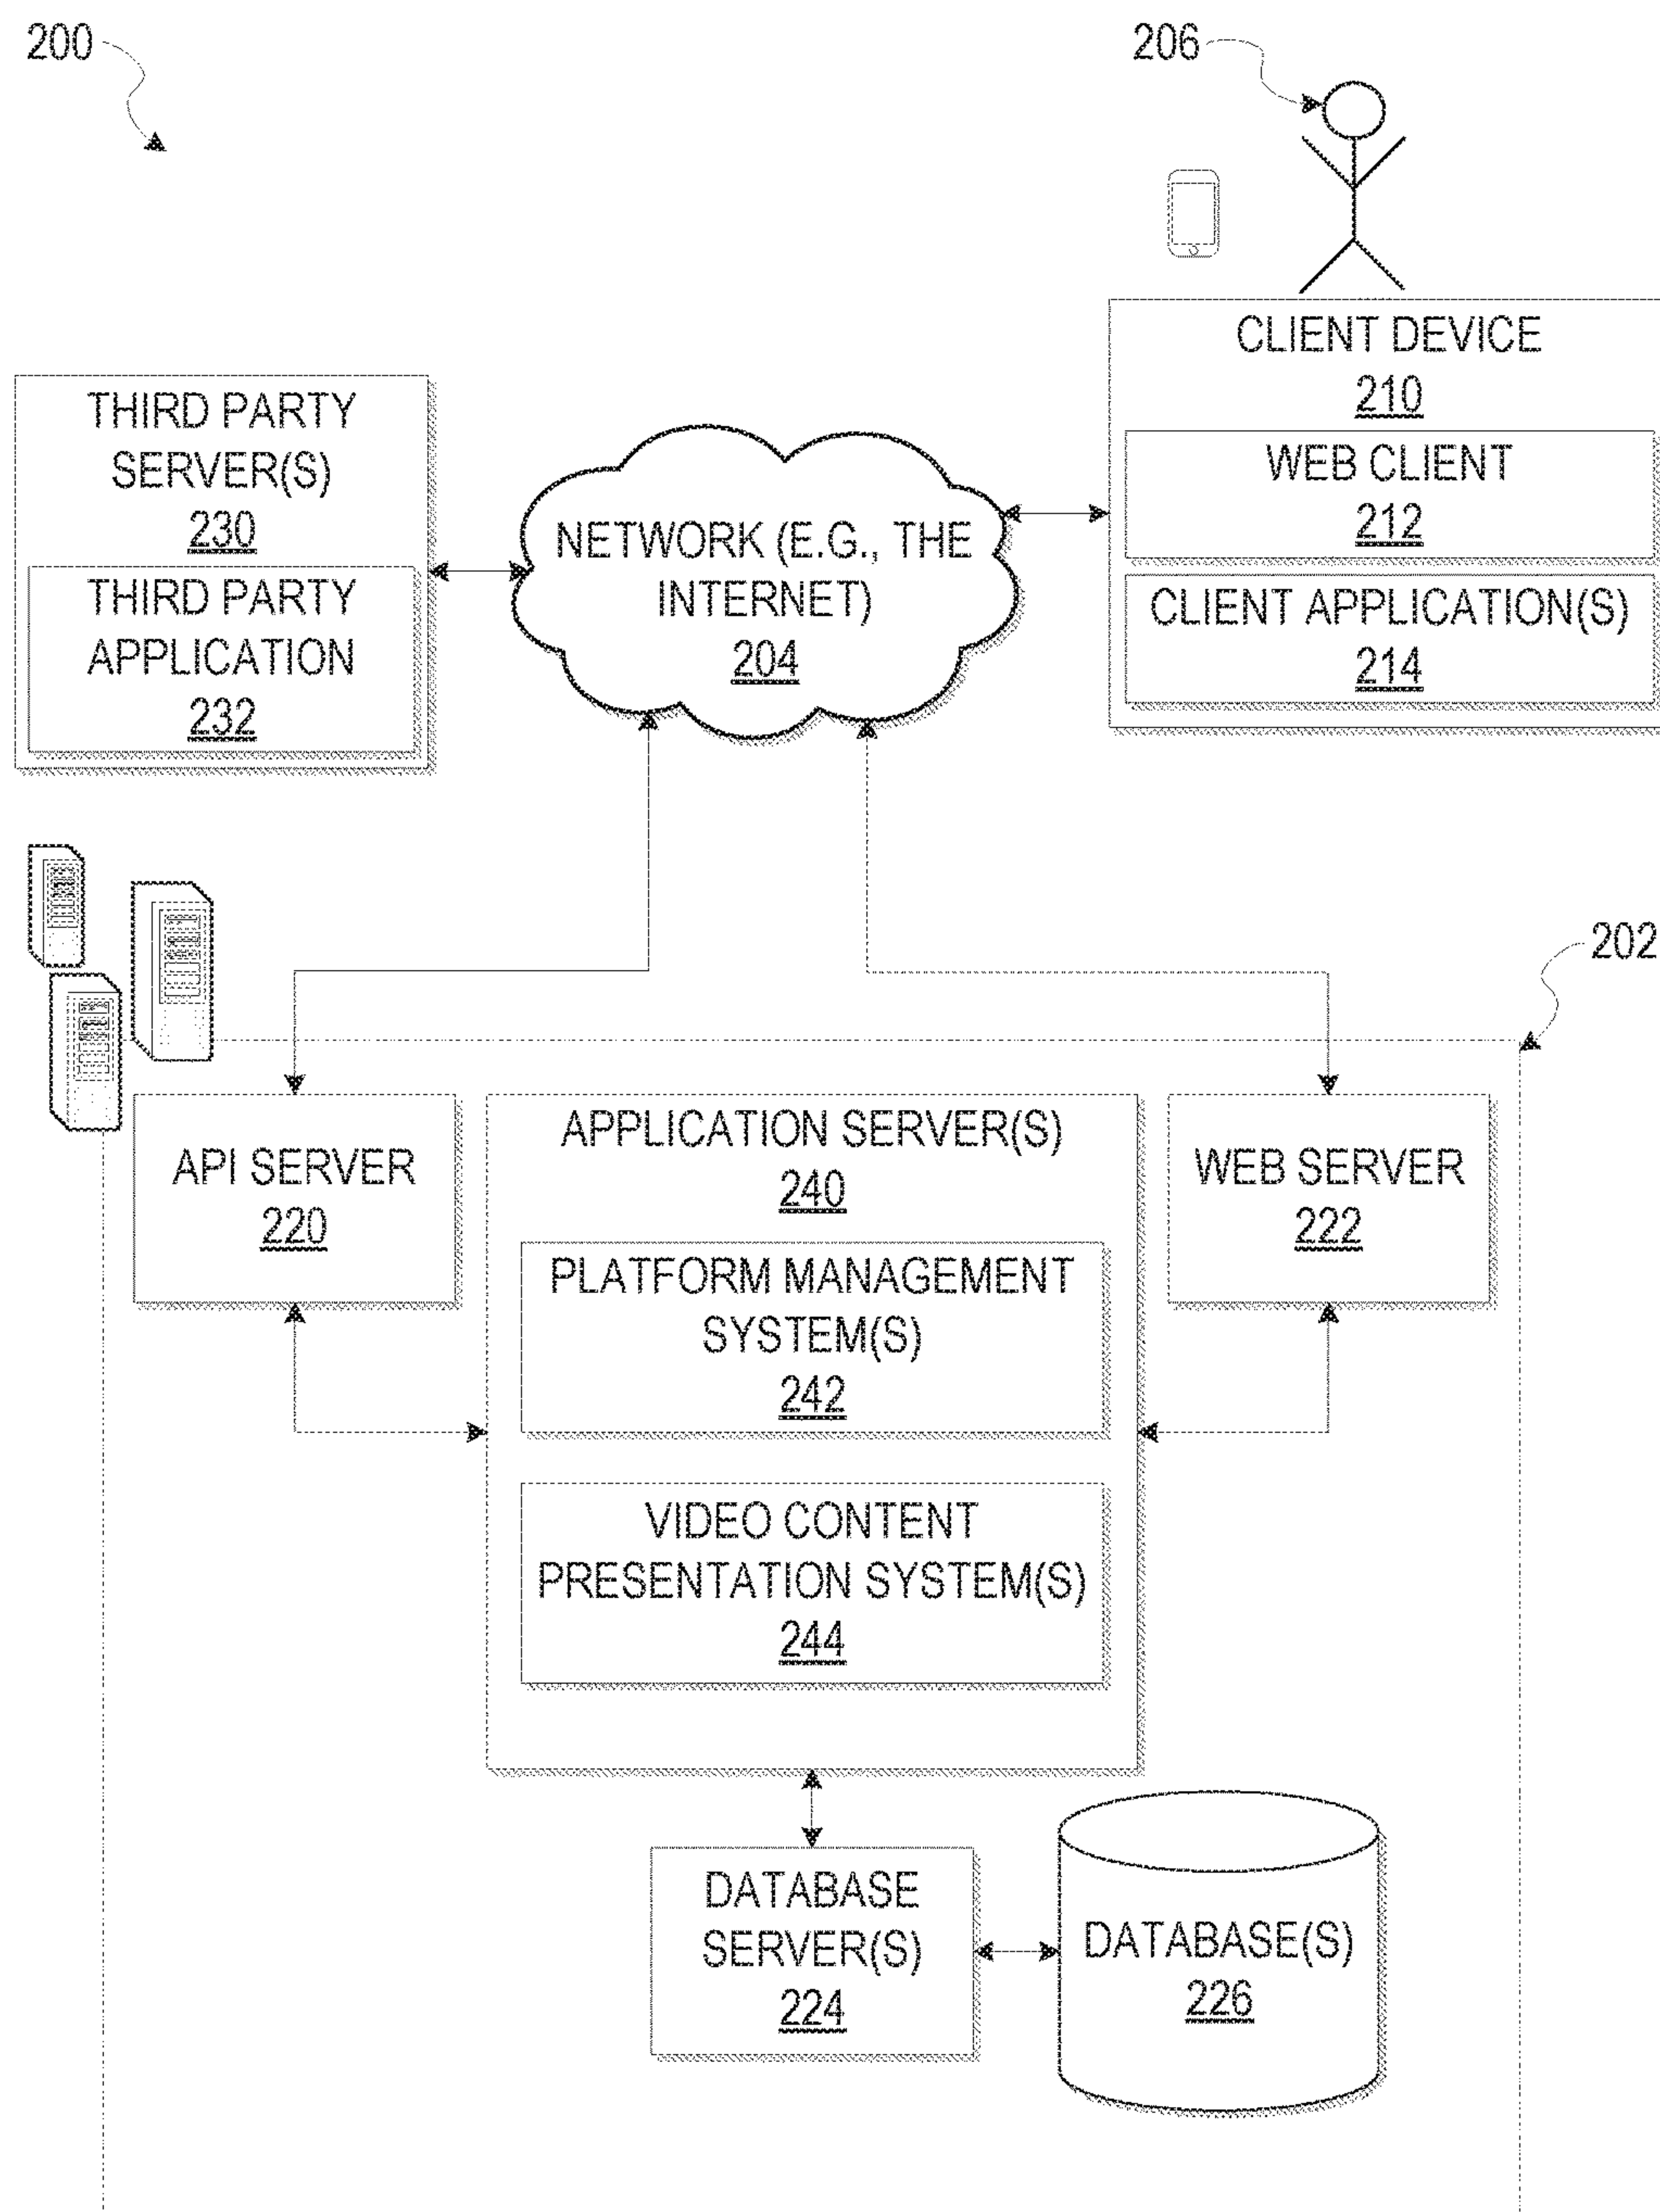 200
206
CLIENT DEVICE
210
WEB CLIENT
212
CLIENT APPLICATION(S)
214
THIRD PARTY
SERVER(S)
230
THIRD PARTY
APPLICATION
232
NETWORK (E.G., THE
INTERNET)
204
202
API SERVER
220
APPLICATION SERVER(S)
240
PLATFORM MANAGEMENT
SYSTEM(S)
242
VIDEO CONTENT
PRESENTATION SYSTEM(S)
244
WEB SERVER
222
DATABASE
SERVER(S)
224
DATABASE(S)
226